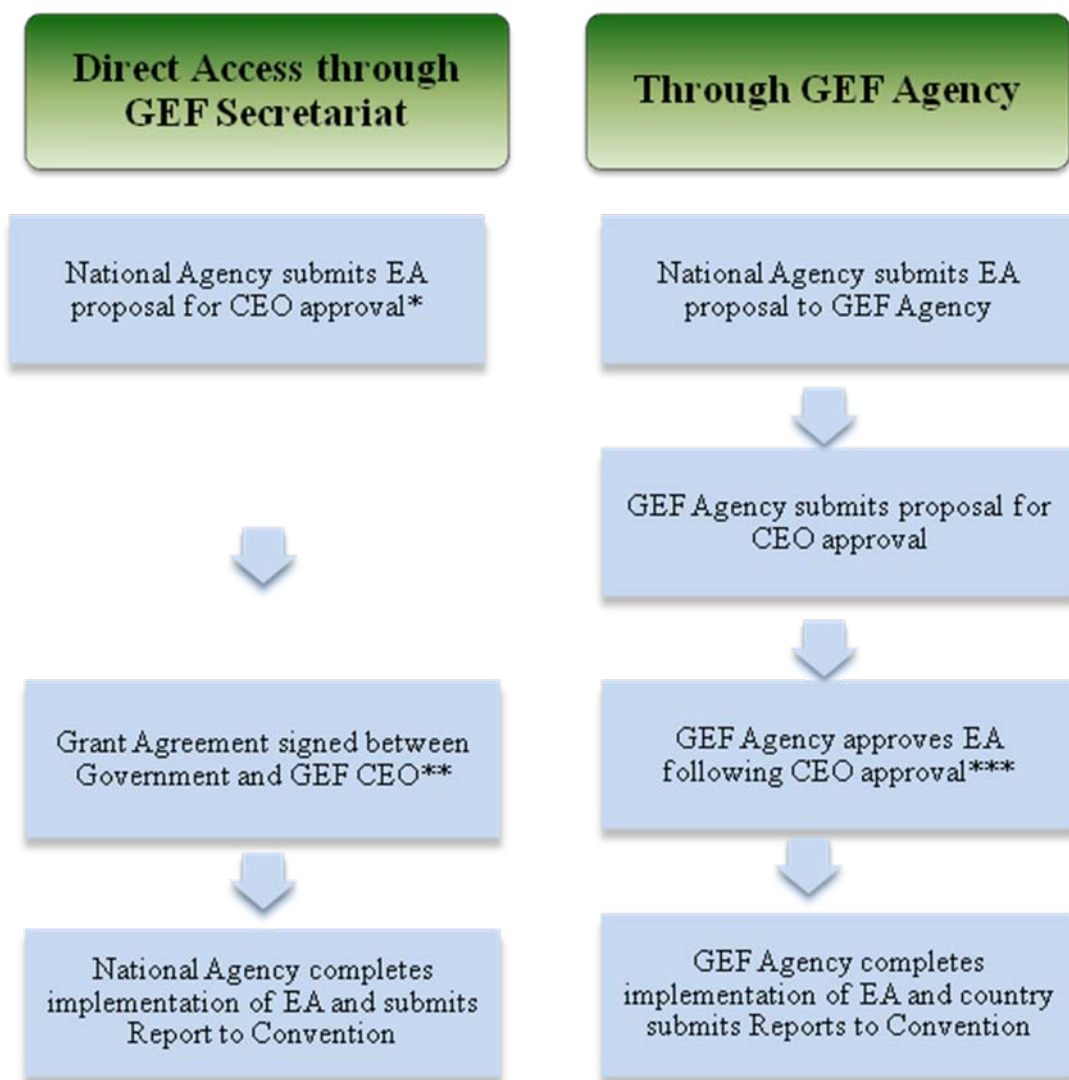 Direct Access through
GEF Secretariat
National Agency submits EA
proposal for CEO approval*
Grant Agreement signed between
Government and GEF CEO**
National Agency completes
implementation of EA and submits
Report to Convention
Through GEF Agency
National Agency submits EA
proposal to GEF Agency
GEF Agency submits proposal for
CEO approval
GEF Agency approves EA
following CEO approval***
GEF Agency completes
implementation of EA and country
submits Reports to Convention